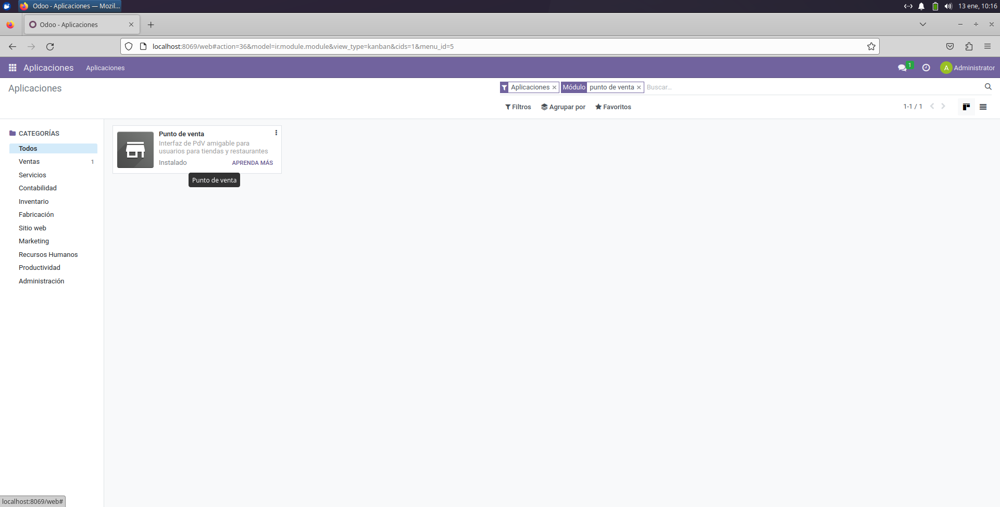 Odoo - Aplicaciones — Mozil...
13 ene, 10:16
Odoo - Aplicaciones
localhost:8069/web#action=36&model=ir.module.module&view_type=kanban&cids=1&menu_id=5
Aplicaciones Aplicaciones
1
A Administrator
Aplicaciones
Aplicaciones × Módulo punto de venta × Buscar...
Filtros Agrupar por Favoritos
1-1 / 1
CATEGORÍAS
Todos
Ventas 1
Servicios
Contabilidad
Inventario
Fabricación
Sitio web
Marketing
Recursos Humanos
Productividad
Administración
Punto de venta
Interfaz de PdV amigable para
usuarios para tiendas y restaurantes
Instalado APRENDA MÁS
Punto de venta
localhost:8069/web#